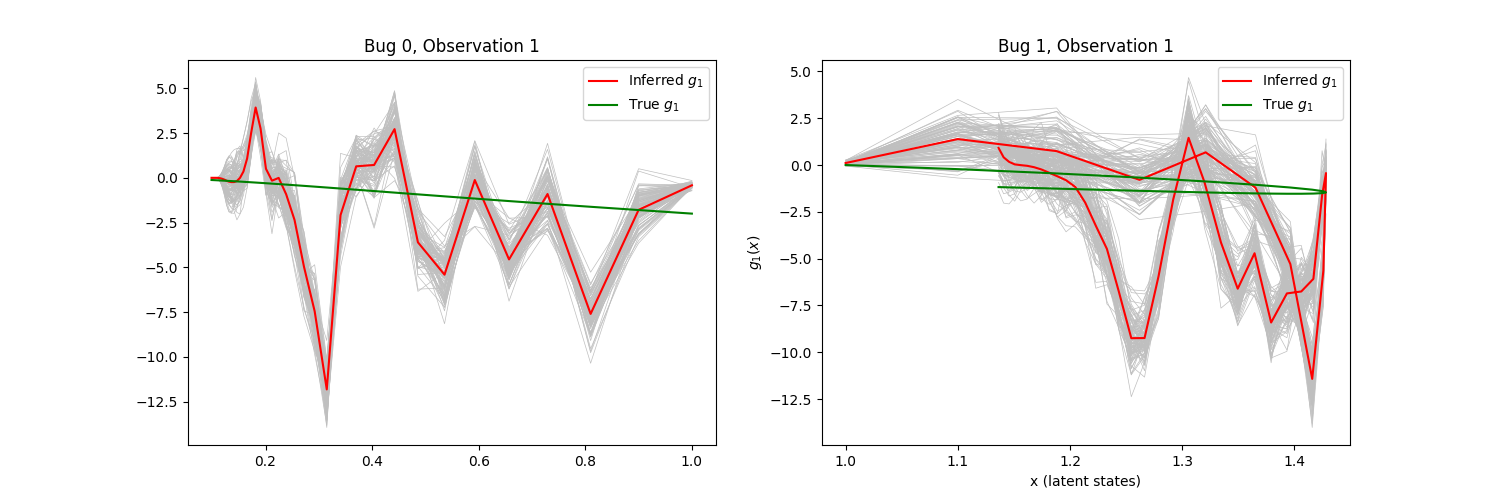 Bug 0, Observation 1
Inferred g₁
True g₁
5.0
2.5
0.0
−2.5
−5.0
−7.5
−10.0
−12.5
0.2 0.4 0.6 0.8 1.0
Bug 1, Observation 1
Inferred g₁
True g₁
g₁(x)
5.0
2.5
0.0
−2.5
−5.0
−7.5
−10.0
−12.5
1.0 1.1 1.2 1.3 1.4
x (latent states)